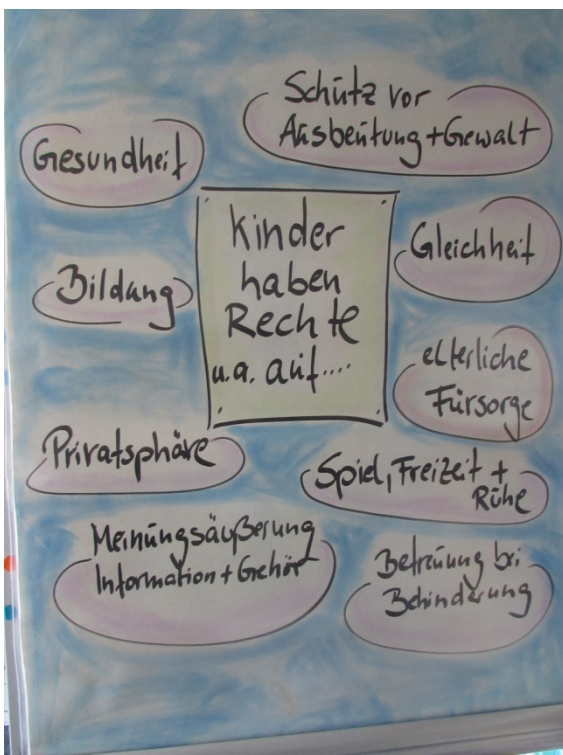 Kinder
haben
Rechte
u.a. auf....
Schutz vor
Ausbeutung + Gewalt
Gleichheit
elterliche
Fürsorge
Spiel, Freizeit +
Ruhe
Betreuung bei
Behinderung
Meinungsäußerung
Information + Gehör
Privatsphäre
Bildung
Gesundheit